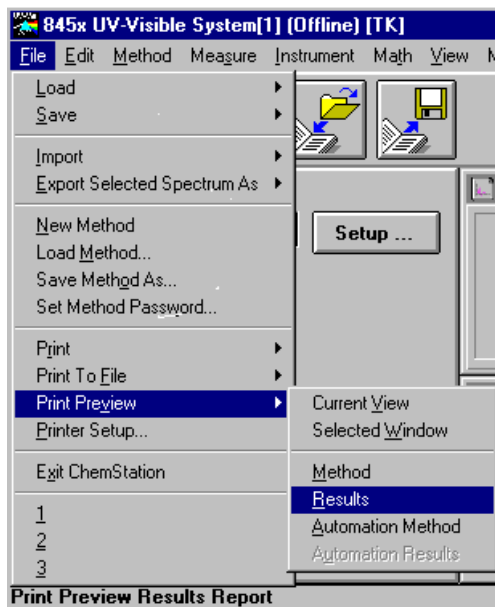 845x UV-Visible System[1] (Offline) [TK]
File Edit Method Measure Instrument Math View
Load
Save
Import
Export Selected Spectrum As
Setup ...
New Method
Load Method...
Save Method As...
Set Method Password...
Print
Print To File
Print Preview
Printer Setup...
Exit ChemStation
1
2
3
Current View
Selected Window
Method
Results
Automation Method
Automation Results
Print Preview Results Report